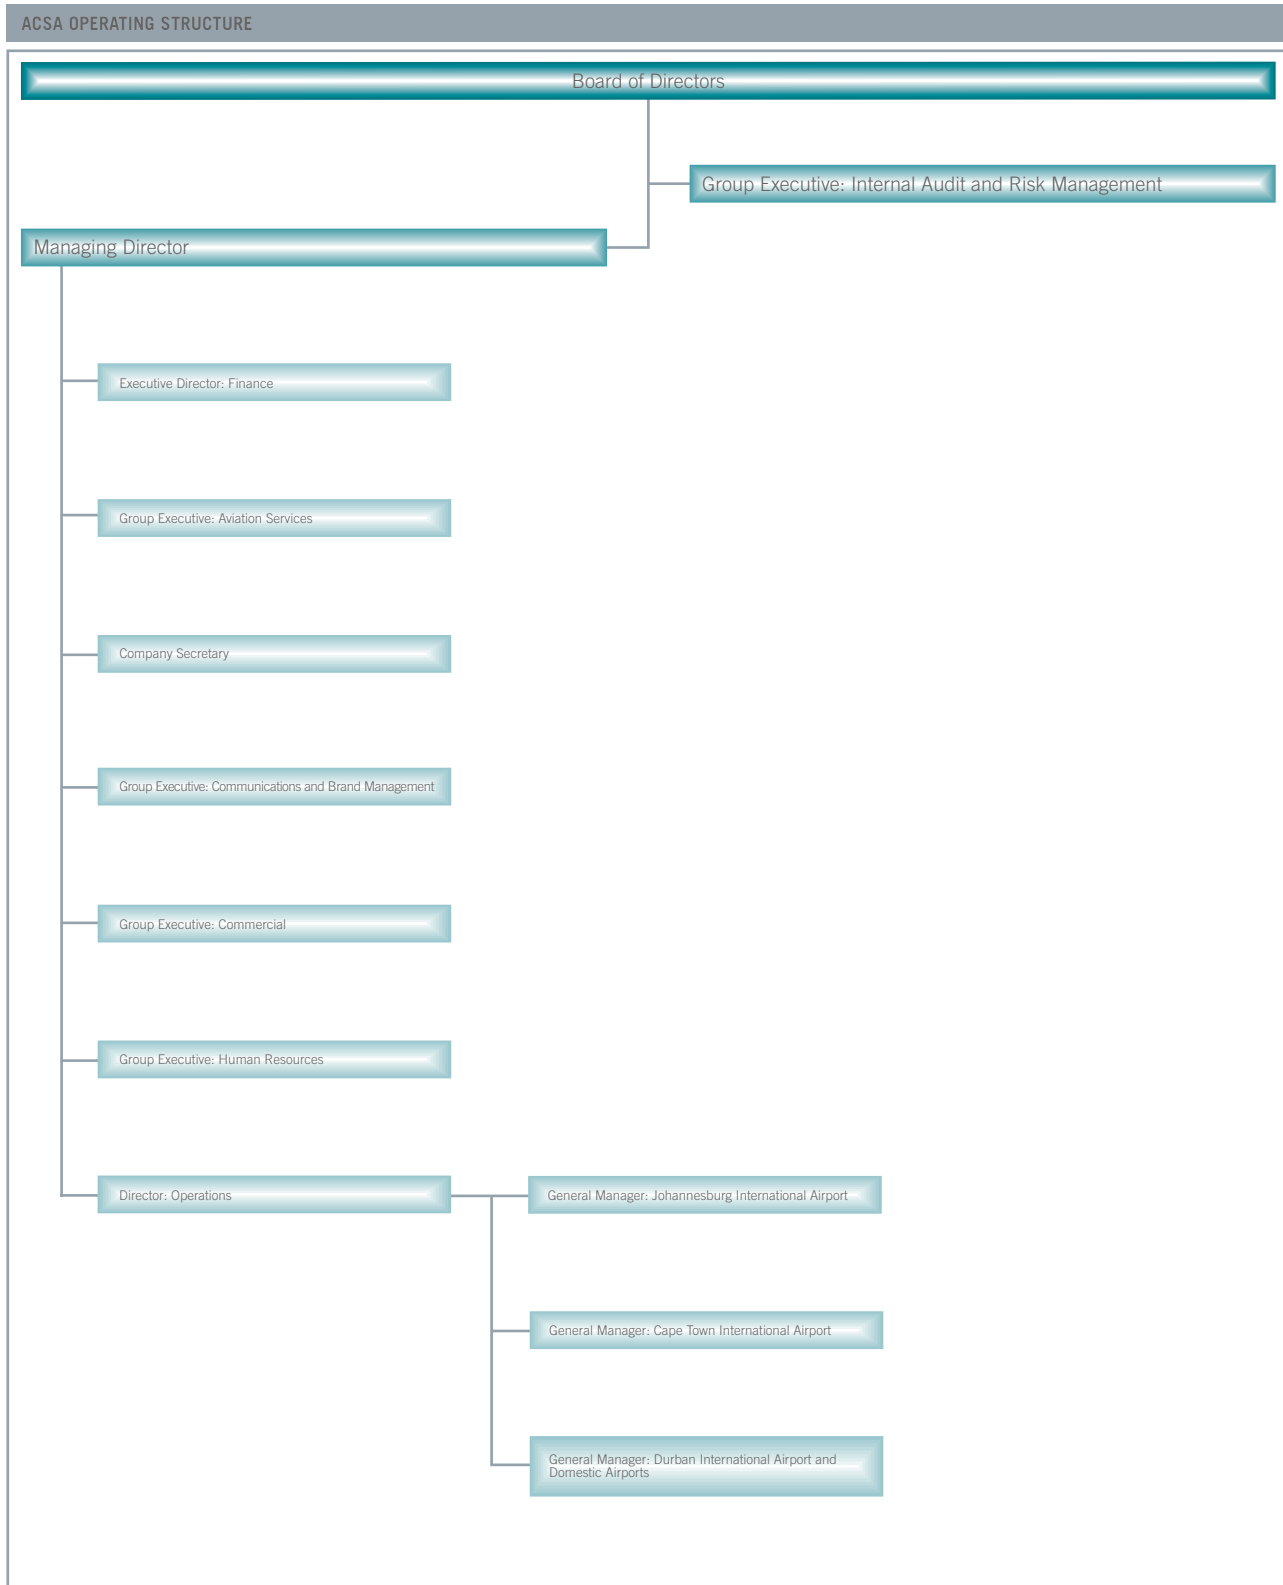 ACSA OPERATING STRUCTURE
Board of Directors
Group Executive: Internal Audit and Risk Management
Managing Director
Executive Director: Finance
Group Executive: Aviation Services
Company Secretary
Group Executive: Communications and Brand Management
Group Executive: Commercial
Group Executive: Human Resources
Director: Operations
General Manager: Johannesburg International Airport
General Manager: Cape Town International Airport
General Manager: Durban International Airport and
Domestic Airports